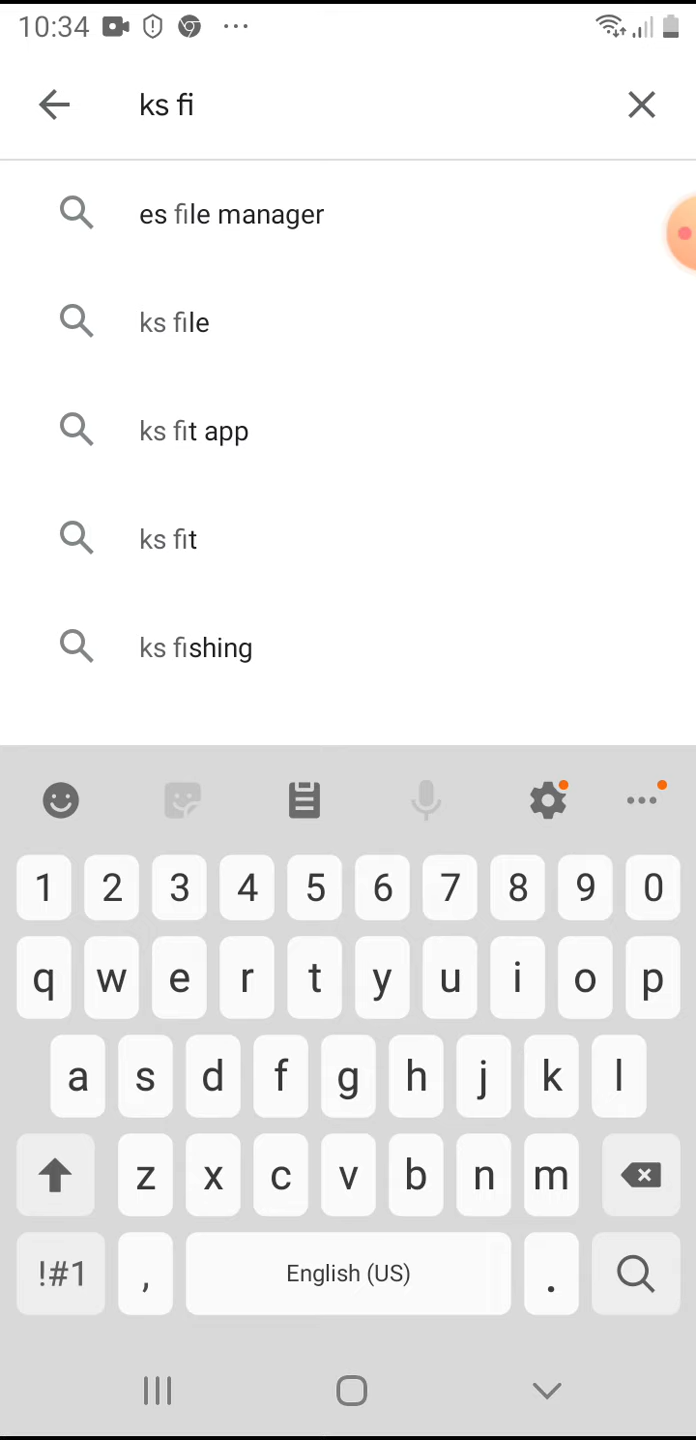 10:34
ks fi
es file manager
ks file
ks fit app
ks fit
ks fishing
1 2 3 4 5 6 7 8 9 0
q w e r t y u i o p
a s d f g h j k l
z x c v b n m
!#1 , English (US) .